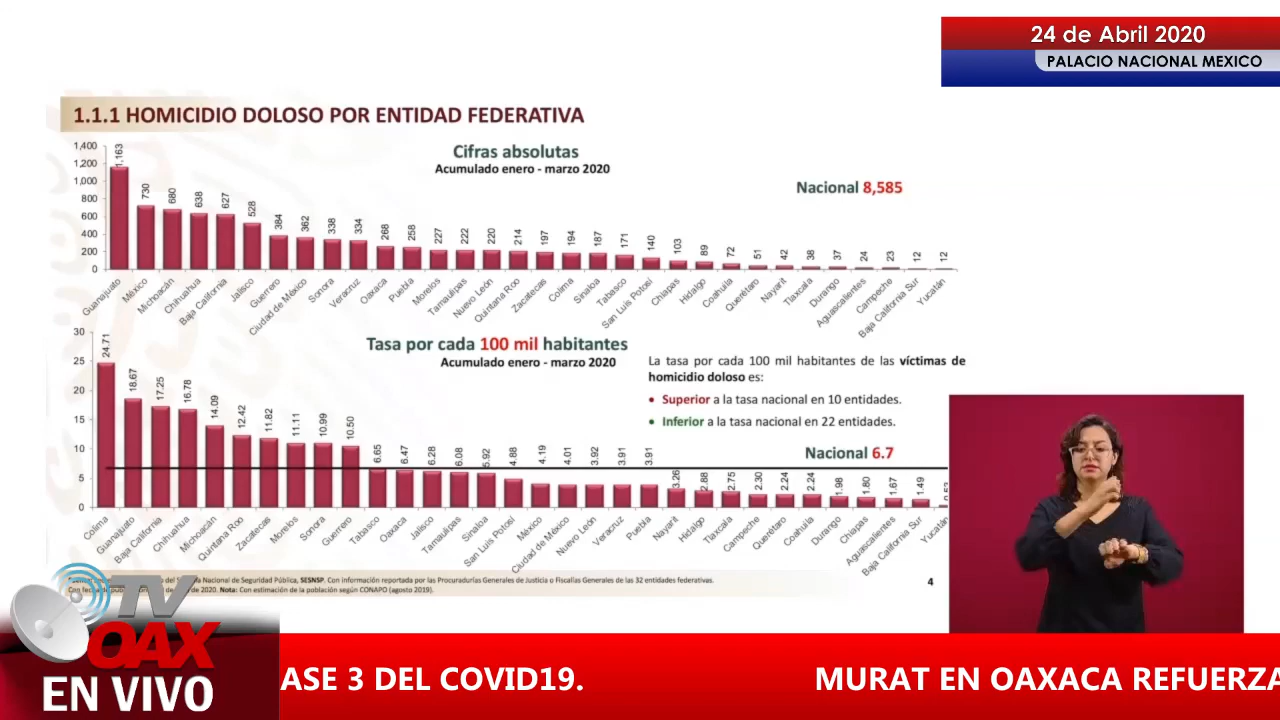 24 de Abril 2020
PALACIO NACIONAL MEXICO
1.1.1 HOMICIDIO DOLOSO POR ENTIDAD FEDERATIVA
Cifras absolutas
Acumulado enero - marzo 2020
Nacional 8,585
1,400
1,200
1,000
800
600
400
200
0
1,163 730 680 638 627 528 384 362 338 334 268 258 227 222 220 214 197 194 187 171 140 103 89 72 51 42 38 37 24 23 12 12
Guanajuato México Michoacán Chihuahua Baja California Jalisco Guerrero Ciudad de México Sonora Veracruz Oaxaca Puebla Morelos Tamaulipas Nuevo León Quintana Roo Zacatecas Colima Sinaloa Tabasco San Luis Potosí Chiapas Hidalgo Coahuila Querétaro Nayarit Tlaxcala Durango Aguascalientes Campeche Baja California Sur Yucatán
Tasa por cada 100 mil habitantes
Acumulado enero - marzo 2020
La tasa por cada 100 mil habitantes de las víctimas de
homicidio doloso es:
• Superior a la tasa nacional en 10 entidades.
• Inferior a la tasa nacional en 22 entidades.
Nacional 6.7
30
25
20
15
10
5
0
24.71 18.67 17.25 16.78 14.09 12.42 11.82 11.11 10.99 10.50 6.65 6.47 6.28 6.08 5.92 4.88 4.19 4.01 3.92 3.91 3.91 3.26 2.88 2.75 2.30 2.24 2.24 1.98 1.80 1.67 1.49
Colima Guanajuato Baja California Chihuahua Michoacán Quintana Roo Zacatecas Morelos Sonora Guerrero Tabasco Oaxaca Jalisco Tamaulipas Sinaloa San Luis Potosí México Ciudad de México Nuevo León Veracruz Puebla Nayarit Hidalgo Tlaxcala Campeche Querétaro Coahuila Durango Chiapas Aguascalientes Baja California Sur Yucatán
Nacional de Seguridad Pública, SESNSP. Con información reportada por las Procuradurías Generales de Justicia o Fiscalías Generales de las 32 entidades federativas.
de 2020. Nota: Con estimación de la población según CONAPO (agosto 2019).
4
TV
OAX
EN VIVO
ASE 3 DEL COVID19. MURAT EN OAXACA REFUERZA